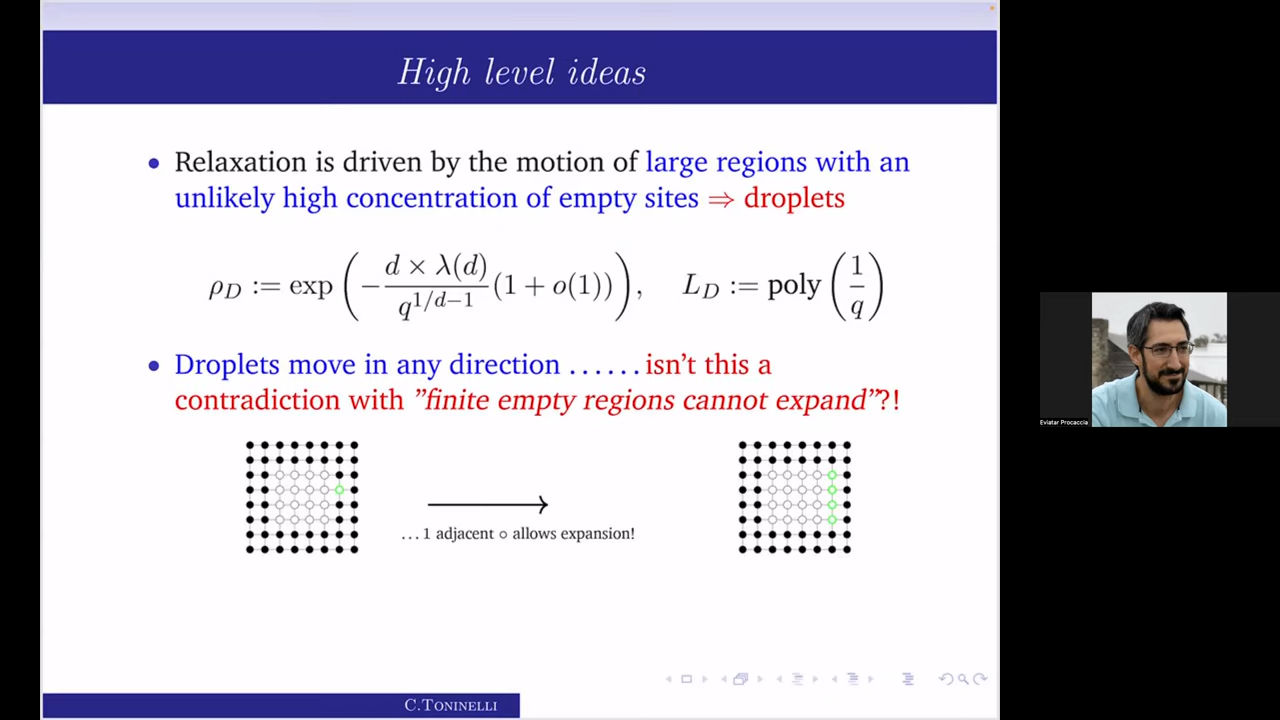 High level ideas
• Relaxation is driven by the motion of large regions with an
unlikely high concentration of empty sites ⇒ droplets
ρ_D := exp ( − d × λ(d) / q^{1/d−1} (1 + o(1)) ), L_D := poly ( 1 / q )
• Droplets move in any direction ......isn't this a
contradiction with "finite empty regions cannot expand"?!
...1 adjacent ○ allows expansion!
Eviatar Procaccia
C.TONINELLI